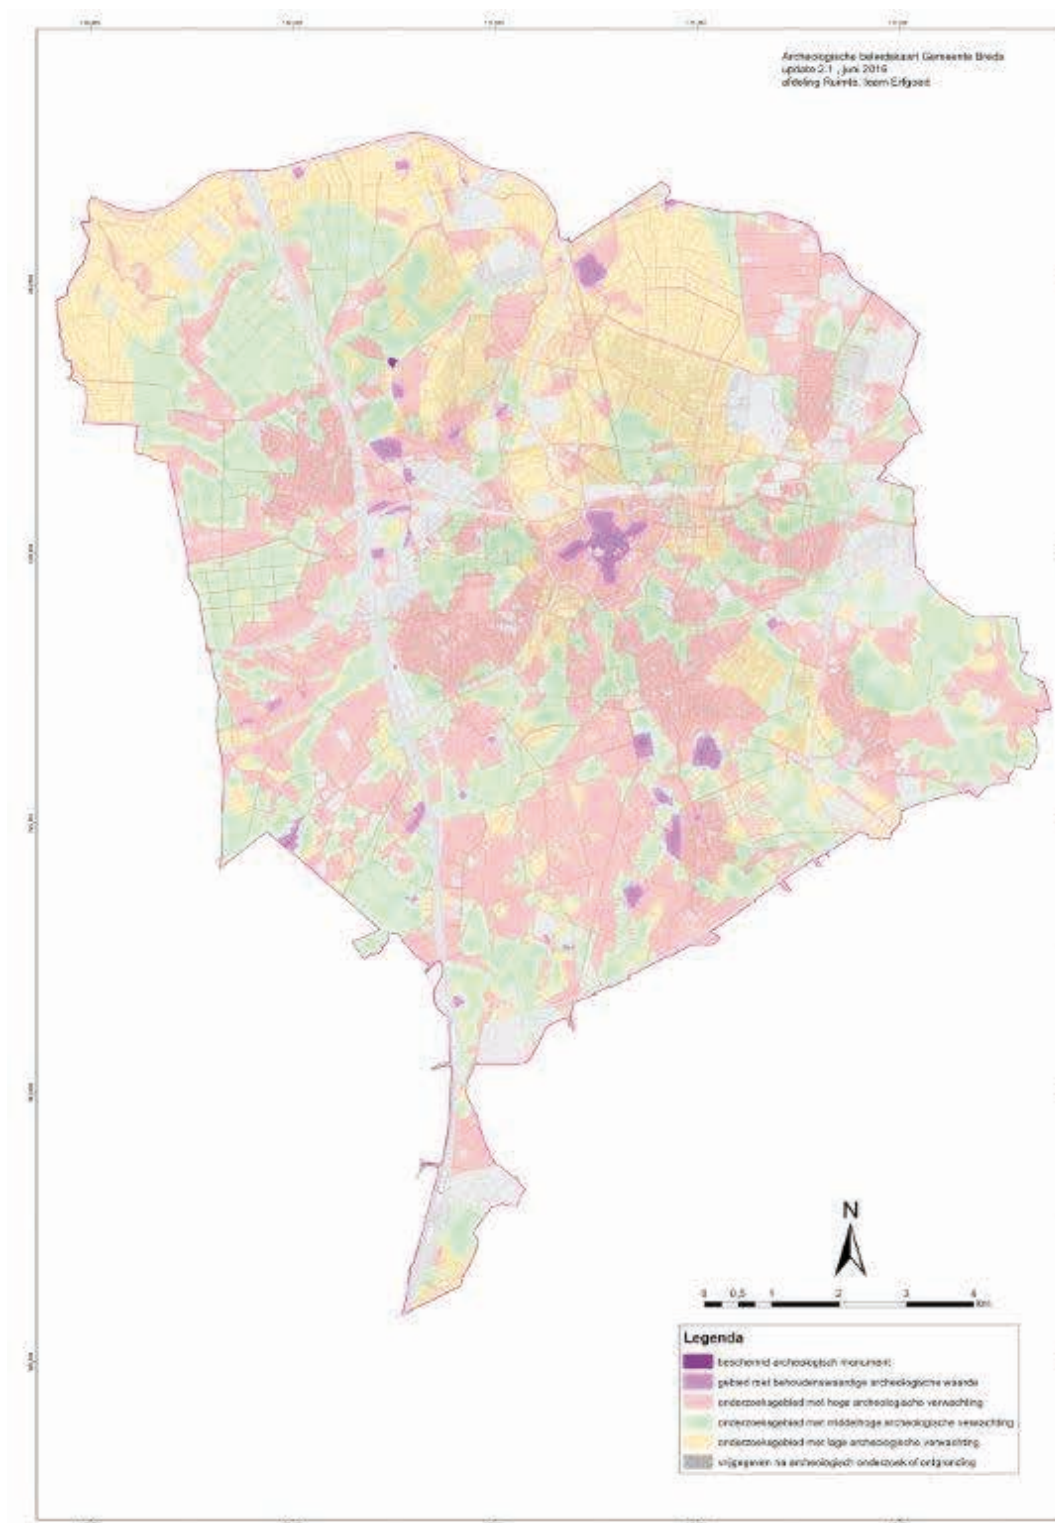 Archeologische beleidskaart Gemeente Breda
update 2.1, juni 2016
afdeling Ruimte, team Erfgoed
N
0 0,5 1 2 3 4
km
Legenda
beschermd archeologisch monument
gebied met behoudenswaardige archeologische waarde
onderzoeksgebied met hoge archeologische verwachting
onderzoeksgebied met middelhoge archeologische verwachting
onderzoeksgebied met lage archeologische verwachting
vrijgegeven na archeologisch onderzoek of ontgronding